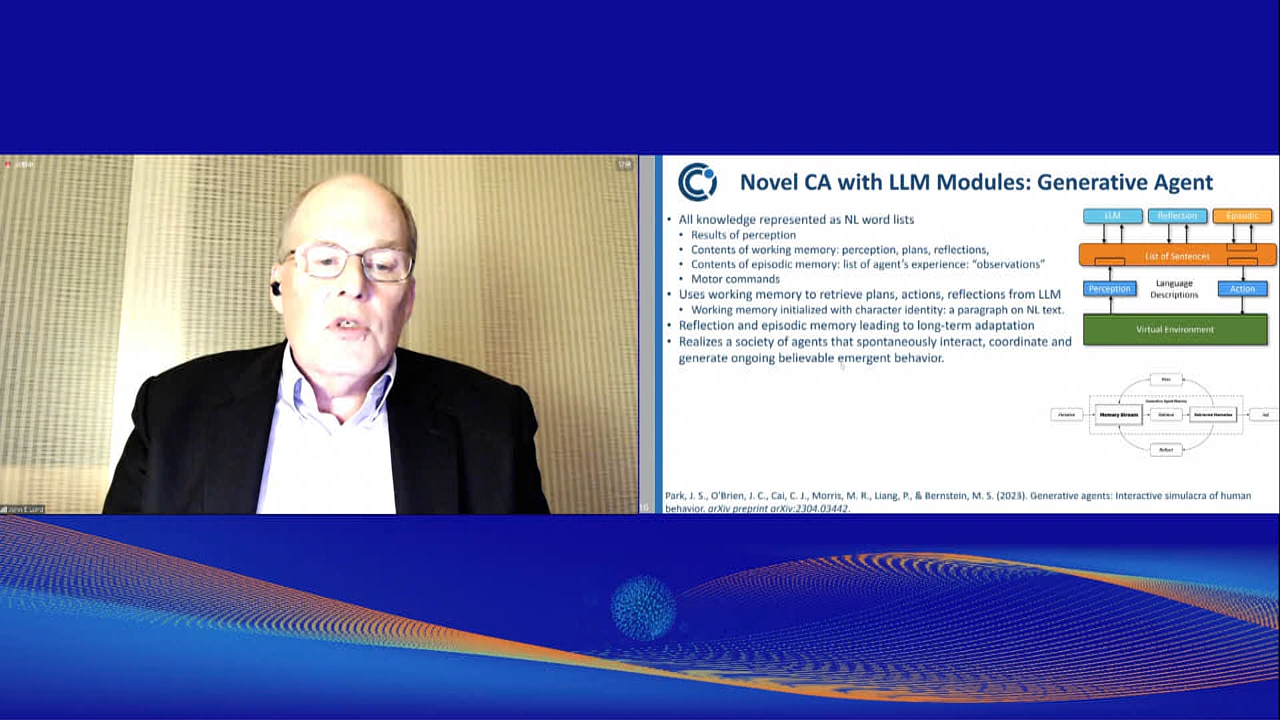 John E Laird
Novel CA with LLM Modules: Generative Agent
• All knowledge represented as NL word lists
• Results of perception
• Contents of working memory: perception, plans, reflections,
• Contents of episodic memory: list of agent's experience: "observations"
• Motor commands
• Uses working memory to retrieve plans, actions, reflections from LLM
• Working memory initialized with character identity: a paragraph on NL text.
• Reflection and episodic memory leading to long-term adaptation
• Realizes a society of agents that spontaneously interact, coordinate and
generate ongoing believable emergent behavior.
LLM
Reflection
Episodic
List of Sentences
Perception
Language
Descriptions
Action
Virtual Environment
Plan
Perceive
Memory Stream
Retrieve
Retrieved Memories
Act
Reflect
Park, J. S., O'Brien, J. C., Cai, C. J., Morris, M. R., Liang, P., & Bernstein, M. S. (2023). Generative agents: Interactive simulacra of human
behavior. arXiv preprint arXiv:2304.03442.